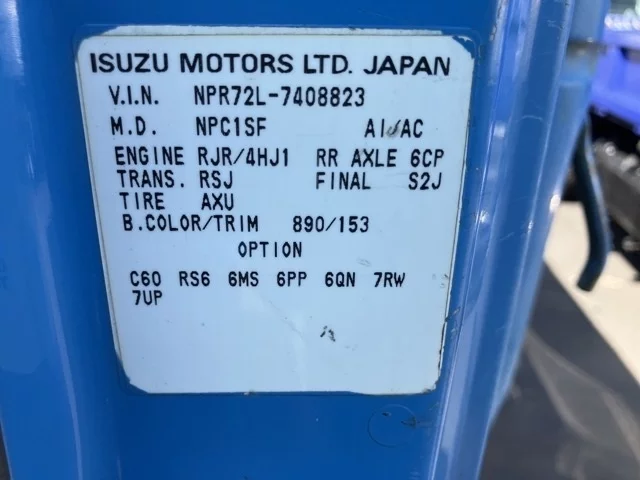 ISUZU MOTORS LTD. JAPAN
V.I.N. NPR72L-7408823
M.D. NPC1SF AI/AC
ENGINE RJR/4HJ1 RR AXLE 6CP
TRANS. RSJ FINAL S2J
TIRE AXU
B.COLOR/TRIM 890/153
OPTION
C60 RS6 6MS 6PP 6QN 7RW
7UP